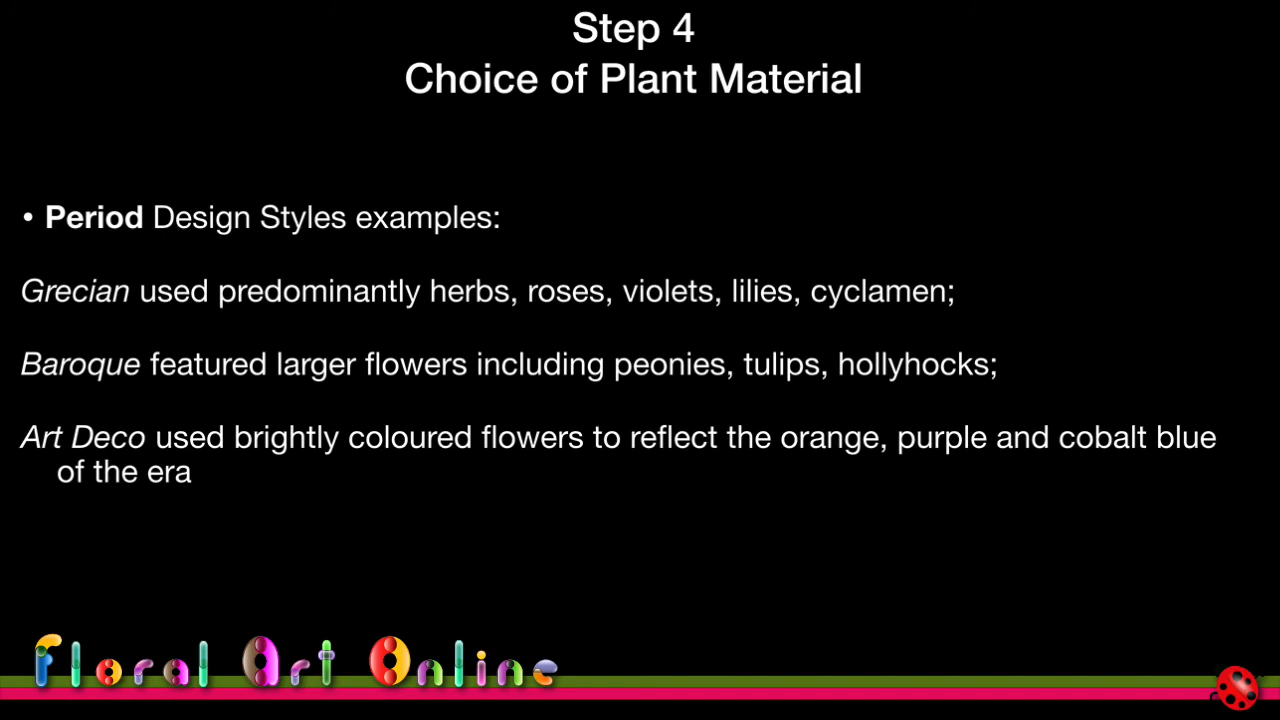 Step 4
Choice of Plant Material
• Period Design Styles examples:
Grecian used predominantly herbs, roses, violets, lilies, cyclamen;
Baroque featured larger flowers including peonies, tulips, hollyhocks;
Art Deco used brightly coloured flowers to reflect the orange, purple and cobalt blue
of the era
Floral Art Online